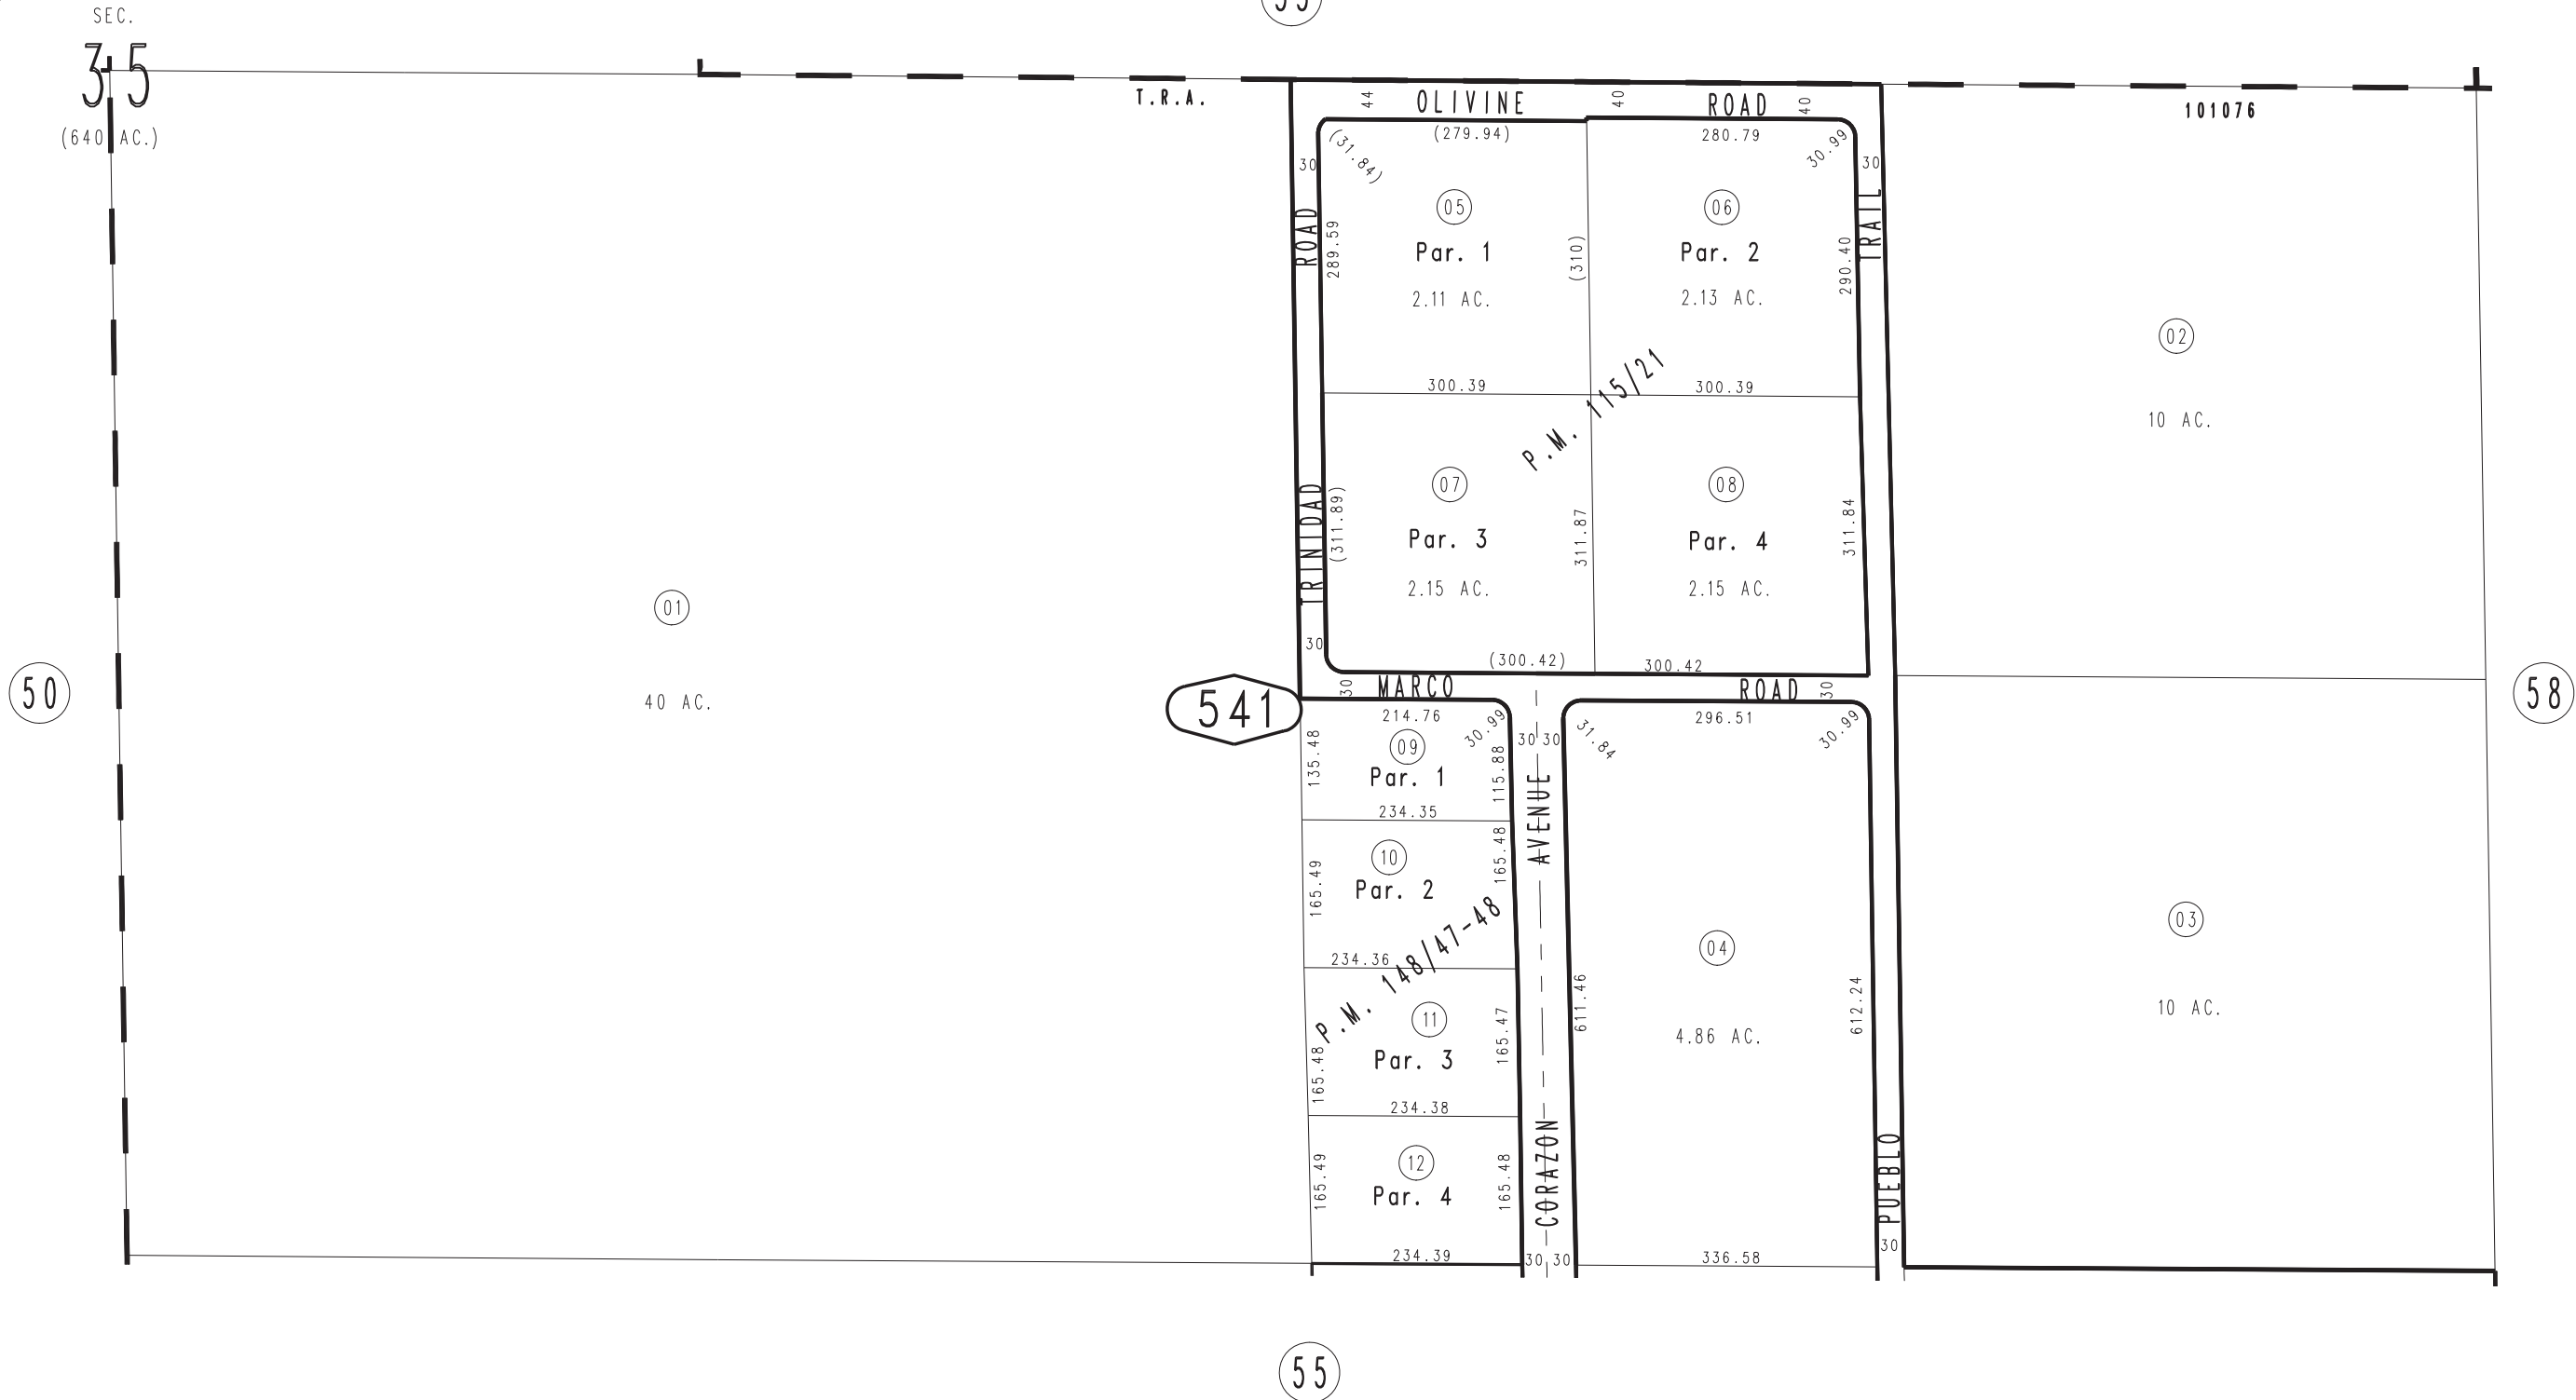 SEC.
35
(640 AC.)
T.R.A.
101076
44
OLIVINE
40
ROAD
40
(279.94)
280.79
(31.84)
30.99
30
30
ROAD
TRAIL
289.59
05
Par. 1
2.11 AC.
(310)
06
Par. 2
2.13 AC.
290.40
02
10 AC.
300.39
300.39
P.M. 115/21
TRINIDAD
(311.89)
07
Par. 3
2.15 AC.
311.87
08
Par. 4
2.15 AC.
311.84
01
40 AC.
30
(300.42)
300.42
50
541
30
MARCO
ROAD
30
58
214.76
30.99
30 30
31.84
296.51
30.99
135.48
09
Par. 1
115.88
234.35
AVENUE
165.49
10
Par. 2
165.48
234.36
P.M. 148/47-48
165.48
11
Par. 3
165.47
234.38
611.46
04
4.86 AC.
612.24
03
10 AC.
165.49
12
Par. 4
165.48
CORAZON
PUEBLO
234.39
30 30
336.58
30
55